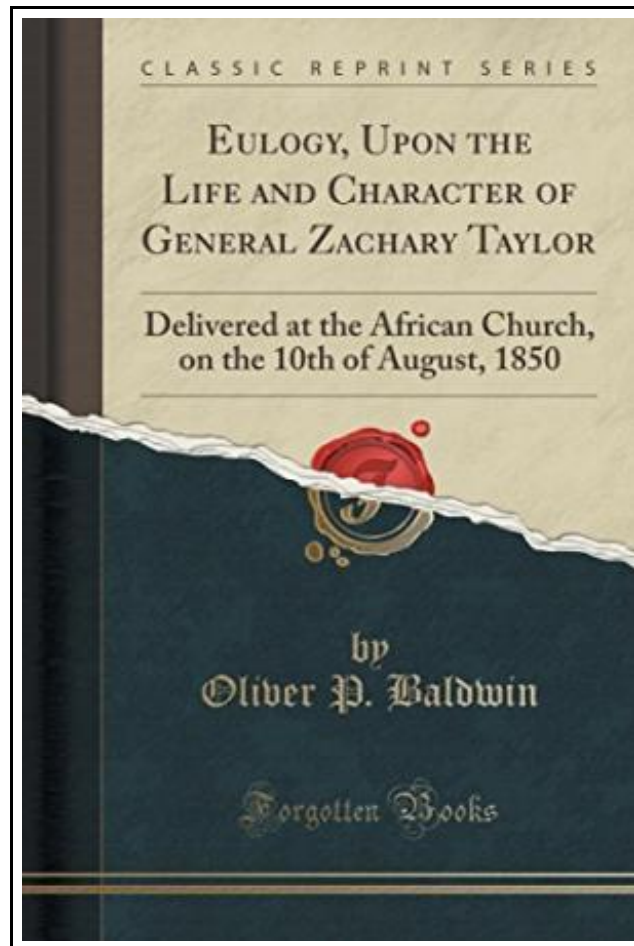 CLASSIC REPRINT SERIES
EULOGY, UPON THE
LIFE AND CHARACTER OF
GENERAL ZACHARY TAYLOR
Delivered at the African Church,
on the 10th of August, 1850
by
Oliver P. Baldwin
Forgotten Books